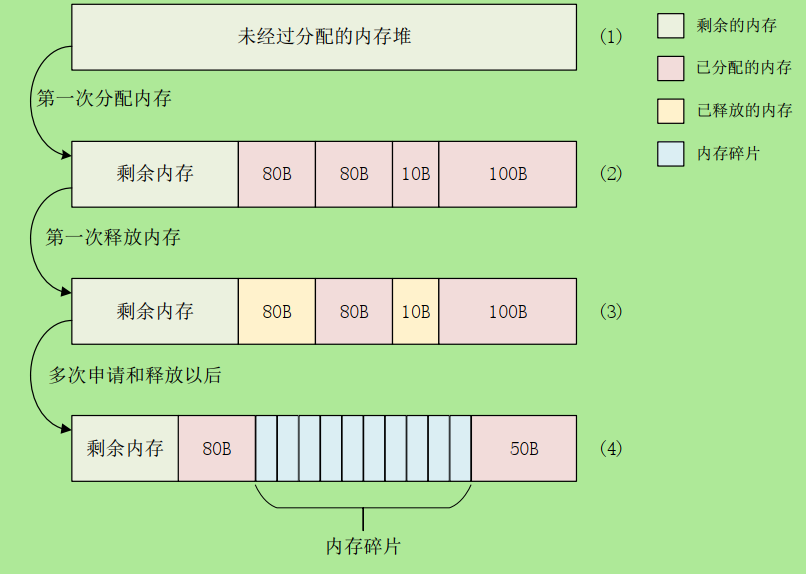 未经过分配的内存堆
(1)
剩余的内存
已分配的内存
已释放的内存
内存碎片
第一次分配内存
剩余内存 80B 80B 10B 100B
(2)
第一次释放内存
剩余内存 80B 80B 10B 100B
(3)
多次申请和释放以后
剩余内存 80B 50B
(4)
内存碎片